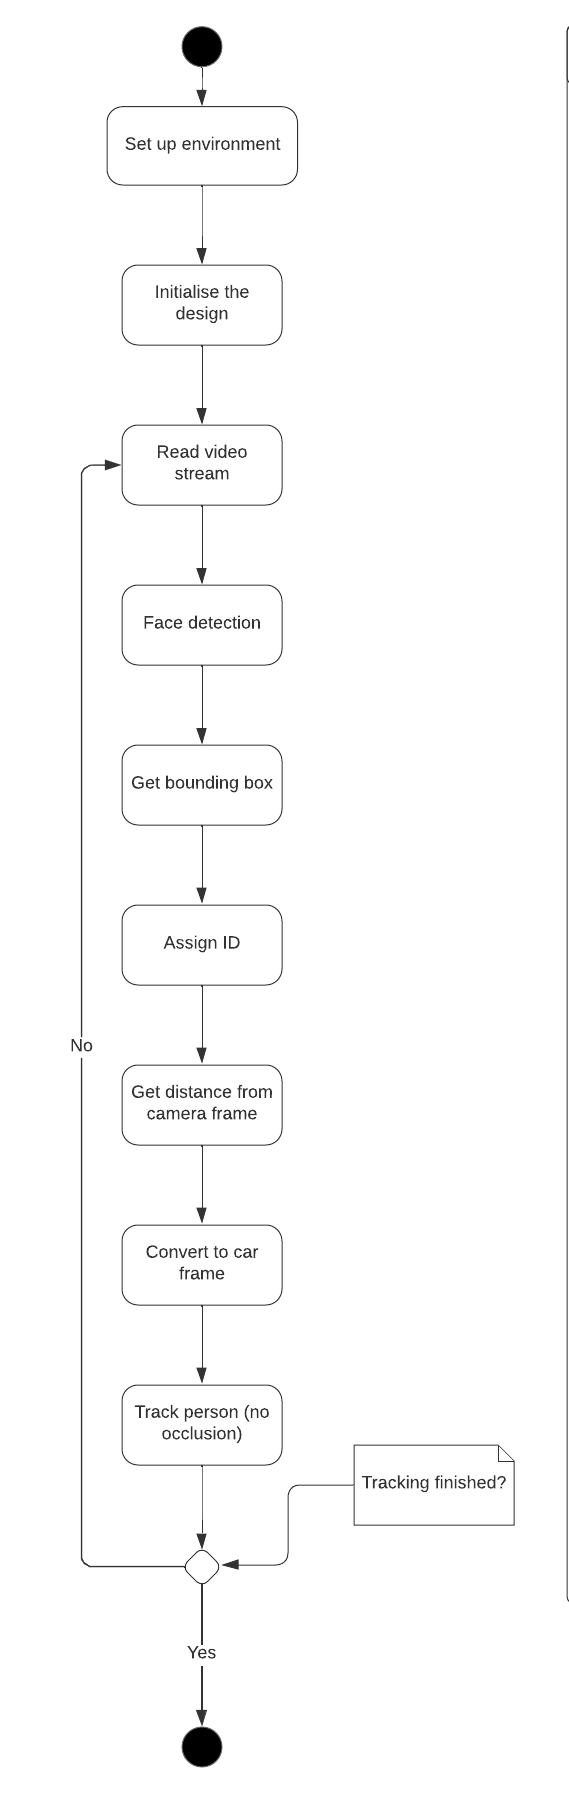 Set up environment
Initialise the
design
Read video
stream
Face detection
Get bounding box
Assign ID
No
Get distance from
camera frame
Convert to car
frame
Track person (no
occlusion)
Tracking finished?
Yes